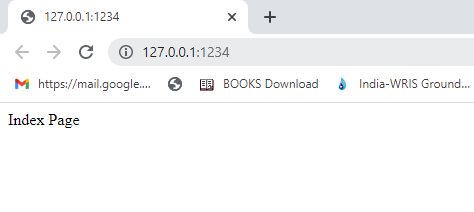 127.0.0.1:1234
127.0.0.1:1234
https://mail.google.... BOOKS Download India-WRIS Ground...
Index Page